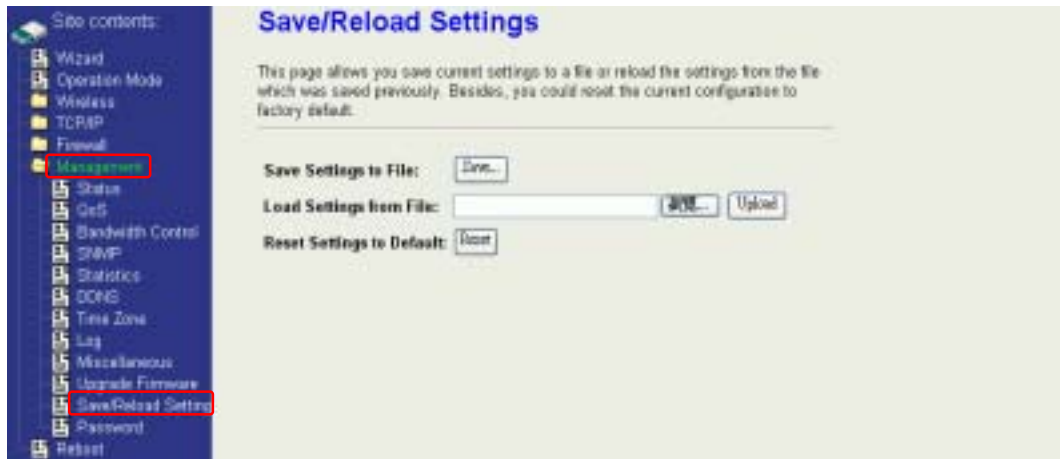 Site contents:
Wizard
Operation Mode
Wireless
TCP/IP
Firewall
Management
Status
QoS
Bandwidth Control
SNMP
Statistics
DDNS
Time Zone
Log
Miscellaneous
Upgrade Firmware
Save/Reload Setting
Password
Reboot
Save/Reload Settings
This page allows you save current settings to a file or reload the settings from the file
which was saved previously. Besides, you could reset the current configuration to
factory default.
Save Settings to File: Save...
Load Settings from File: 瀏覽... Upload
Reset Settings to Default: Reset